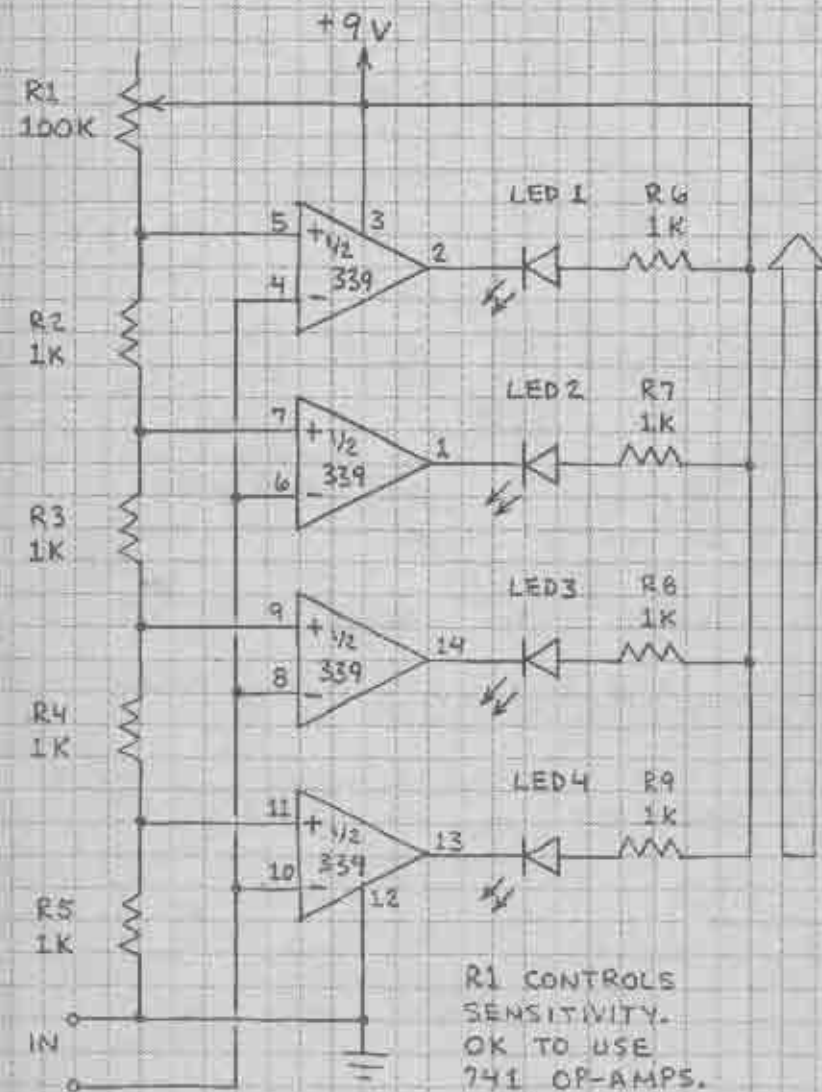 +9V
R1
100K
LED 1
R6
1K
5
+
1/2
339
3
2
4
-
R2
1K
LED2
R7
1K
7
+
1/2
339
1
6
-
R3
1K
LED3
R8
1K
9
+
1/2
339
14
8
-
R4
1K
LED4
R9
1K
11
+
1/2
339
13
10
-
12
R5
1K
IN
R1 CONTROLS
SENSITIVITY.
OK TO USE
741 OP-AMPS.